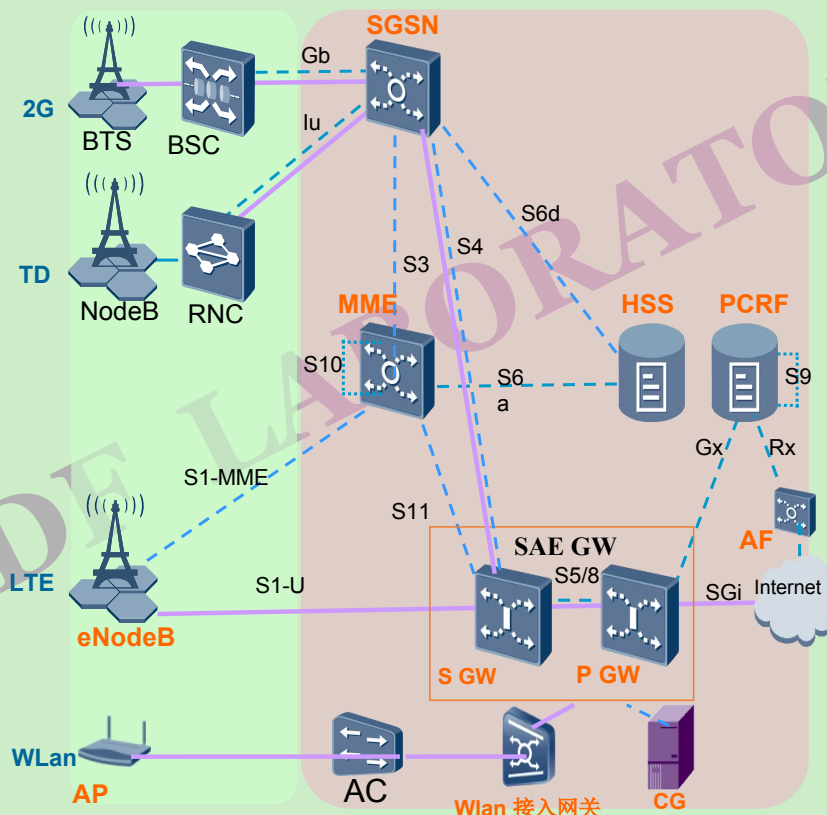 SGSN
Gb
2G
BTS
BSC
Iu
S6d
S4
S3
TD
NodeB
RNC
MME
HSS
PCRF
S10
S6
a
S9
Gx
Rx
S1-MME
S11
AF
SAE GW
LTE
S1-U
S5/8
SGi
Internet
eNodeB
S GW
P GW
WLan
AP
AC
Wlan 接入网关
CG
DF LABORATO